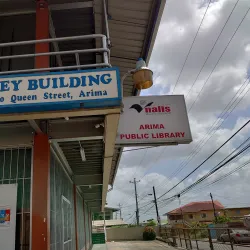 EY BUILDING
Queen Street, Arima
nalis
ARIMA
PUBLIC LIBRARY